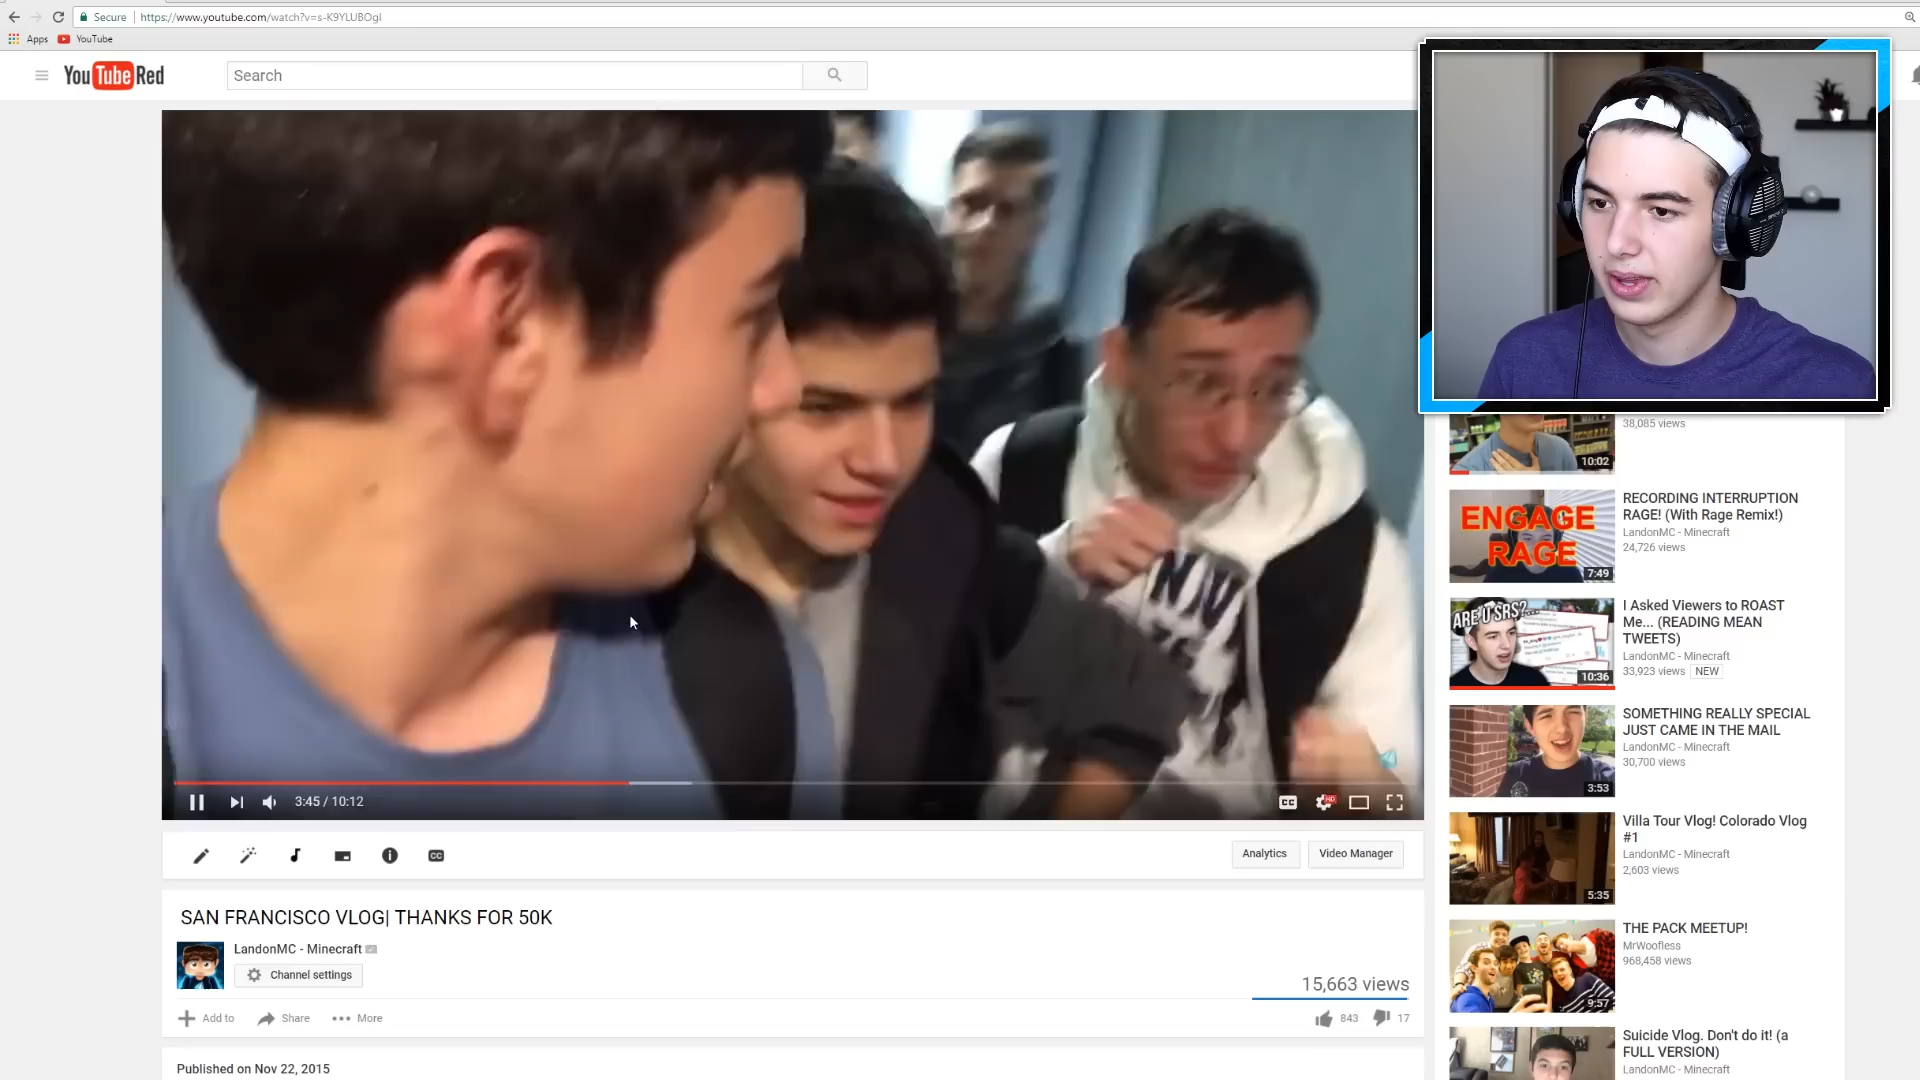 Secure https://www.youtube.com/watch?v=s-K9YLUBOgI
Apps YouTube
YouTube Red
Search
38,085 views
10:02
ENGAGE RAGE
7:49
RECORDING INTERRUPTION
RAGE! (With Rage Remix!)
LandonMC - Minecraft
24,726 views
ARE U SRS?...
10:36
I Asked Viewers to ROAST
Me... (READING MEAN
TWEETS)
LandonMC - Minecraft
33,923 views NEW
3:53
SOMETHING REALLY SPECIAL
JUST CAME IN THE MAIL
LandonMC - Minecraft
30,700 views
5:35
Villa Tour Vlog! Colorado Vlog
#1
LandonMC - Minecraft
2,603 views
9:57
THE PACK MEETUP!
MrWoofless
968,458 views
Suicide Vlog. Don't do it! (a
FULL VERSION)
LandonMC - Minecraft
3:45 / 10:12
CC HD
CC
Analytics Video Manager
SAN FRANCISCO VLOG| THANKS FOR 50K
LandonMC - Minecraft
Channel settings
15,663 views
Add to Share More
843 17
Published on Nov 22, 2015